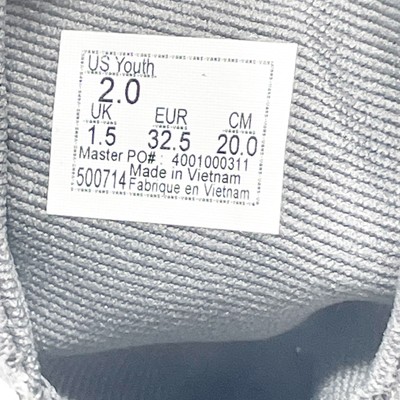 US Youth
2.0
UK EUR CM
1.5 32.5 20.0
Master PO# : 4001000311
Made in Vietnam
500714 Fabrique en Vietnam